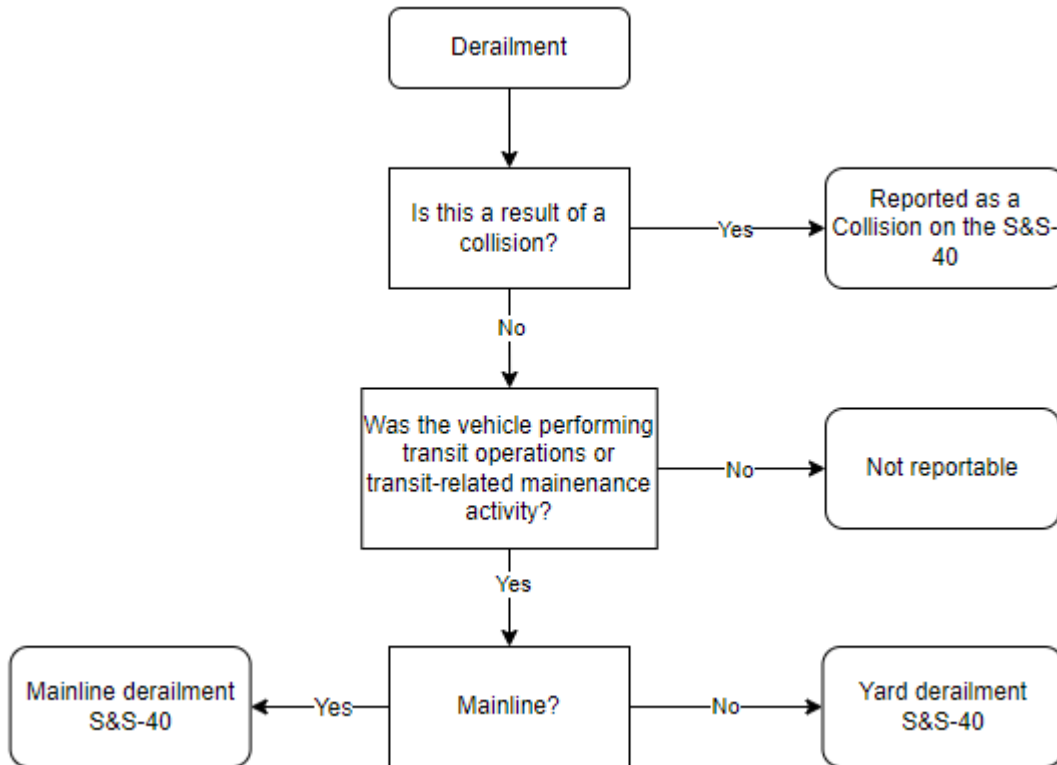 Derailment
Is this a result of a
collision?
Yes
Reported as a
Collision on the S&S-
40
No
Was the vehicle performing
transit operations or
transit-related mainenance
activity?
No
Not reportable
Yes
Mainline derailment
S&S-40
Yes
Mainline?
No
Yard derailment
S&S-40